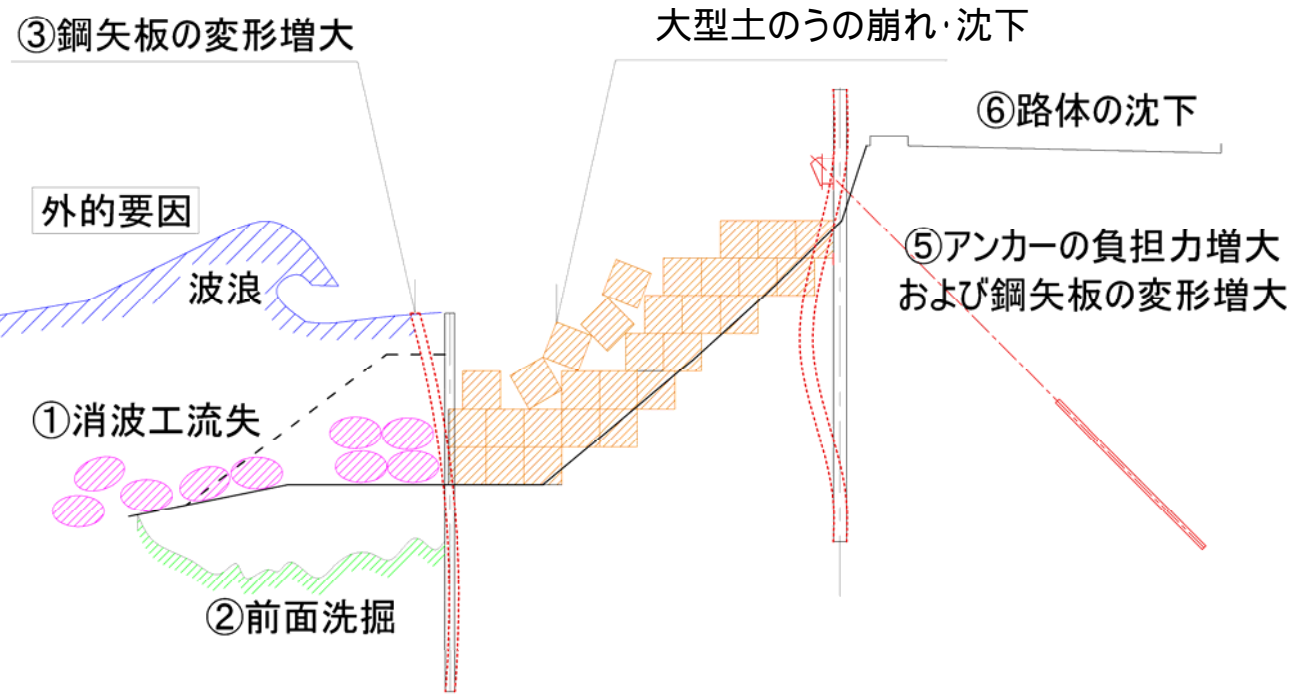 ③鋼矢板の変形増大
大型土のうの崩れ・沈下
⑥路体の沈下
外的要因
波浪
⑤アンカーの負担力増大
および鋼矢板の変形増大
①消波工流失
②前面洗掘